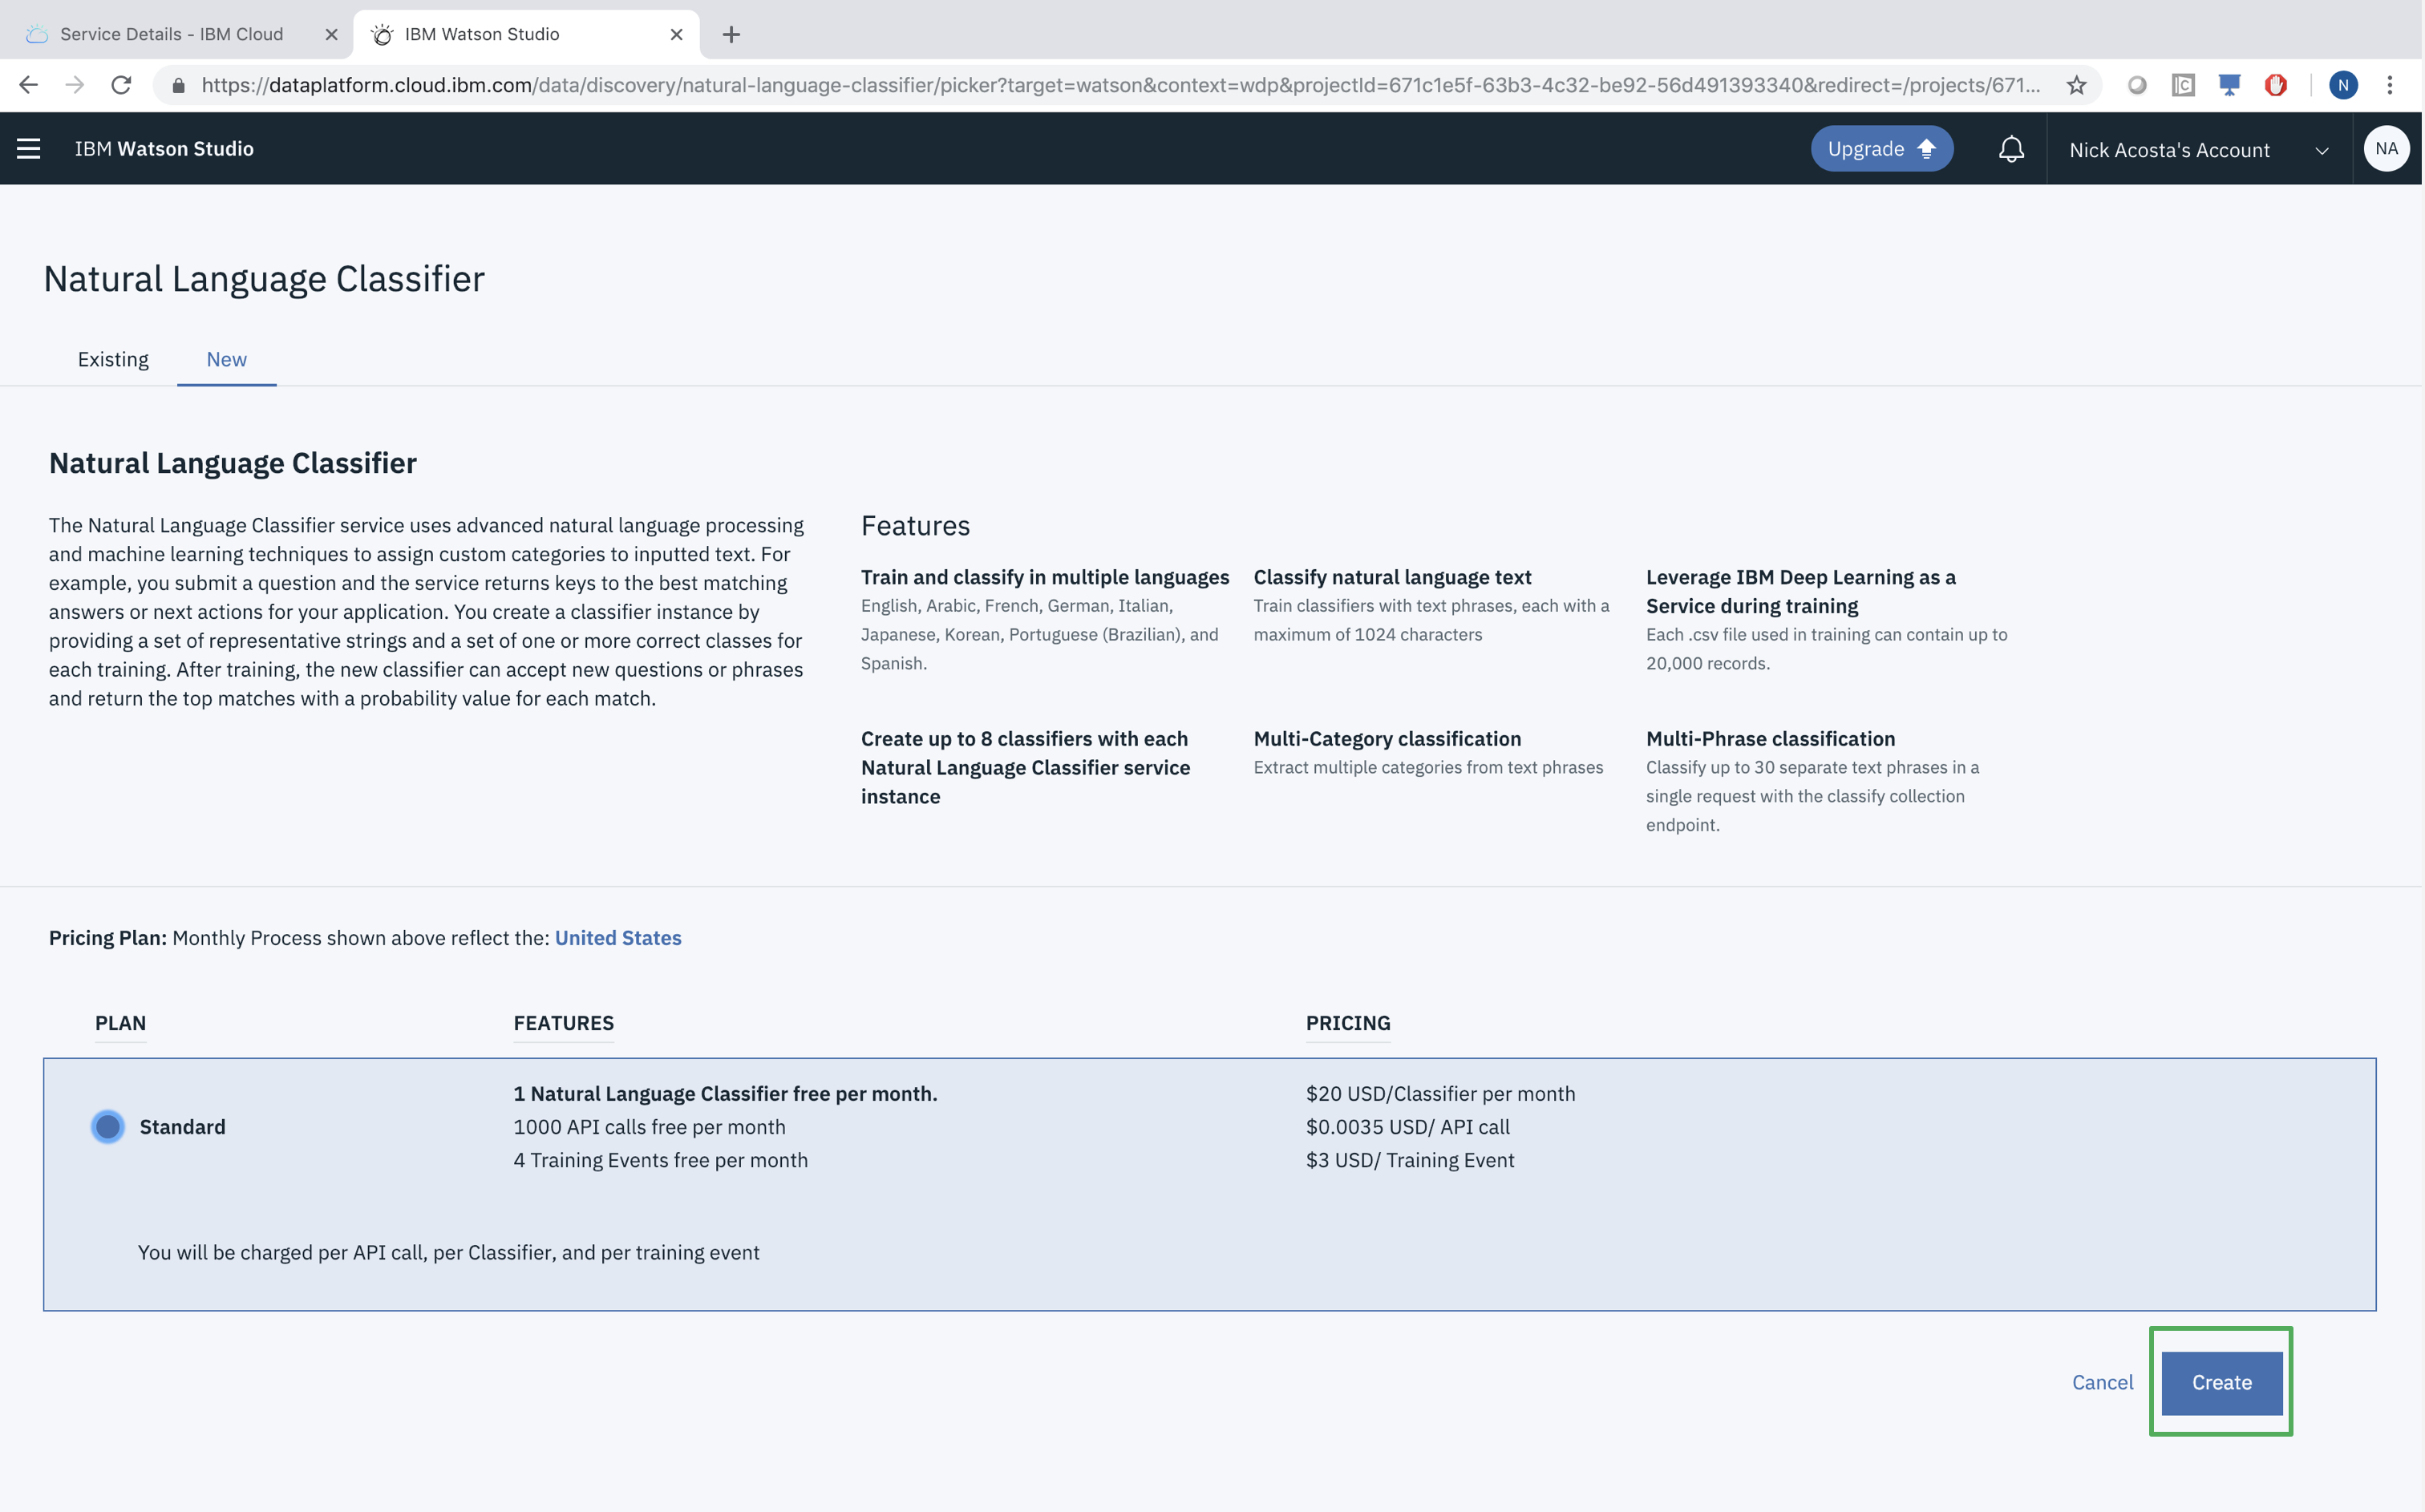 Service Details - IBM Cloud
IBM Watson Studio
https://dataplatform.cloud.ibm.com/data/discovery/natural-language-classifier/picker?target=watson&context=wdp&projectId=671c1e5f-63b3-4c32-be92-56d491393340&redirect=/projects/671...
N
IBM Watson Studio
Upgrade
Nick Acosta's Account
NA
Natural Language Classifier
Existing
New
Natural Language Classifier
The Natural Language Classifier service uses advanced natural language processing
and machine learning techniques to assign custom categories to inputted text. For
example, you submit a question and the service returns keys to the best matching
answers or next actions for your application. You create a classifier instance by
providing a set of representative strings and a set of one or more correct classes for
each training. After training, the new classifier can accept new questions or phrases
and return the top matches with a probability value for each match.
Features
Train and classify in multiple languages
English, Arabic, French, German, Italian,
Japanese, Korean, Portuguese (Brazilian), and
Spanish.
Classify natural language text
Train classifiers with text phrases, each with a
maximum of 1024 characters
Leverage IBM Deep Learning as a
Service during training
Each .csv file used in training can contain up to
20,000 records.
Create up to 8 classifiers with each
Natural Language Classifier service
instance
Multi-Category classification
Extract multiple categories from text phrases
Multi-Phrase classification
Classify up to 30 separate text phrases in a
single request with the classify collection
endpoint.
Pricing Plan: Monthly Process shown above reflect the: United States
PLAN
FEATURES
PRICING
Standard
1 Natural Language Classifier free per month.
1000 API calls free per month
4 Training Events free per month
$20 USD/Classifier per month
$0.0035 USD/ API call
$3 USD/ Training Event
You will be charged per API call, per Classifier, and per training event
Cancel
Create